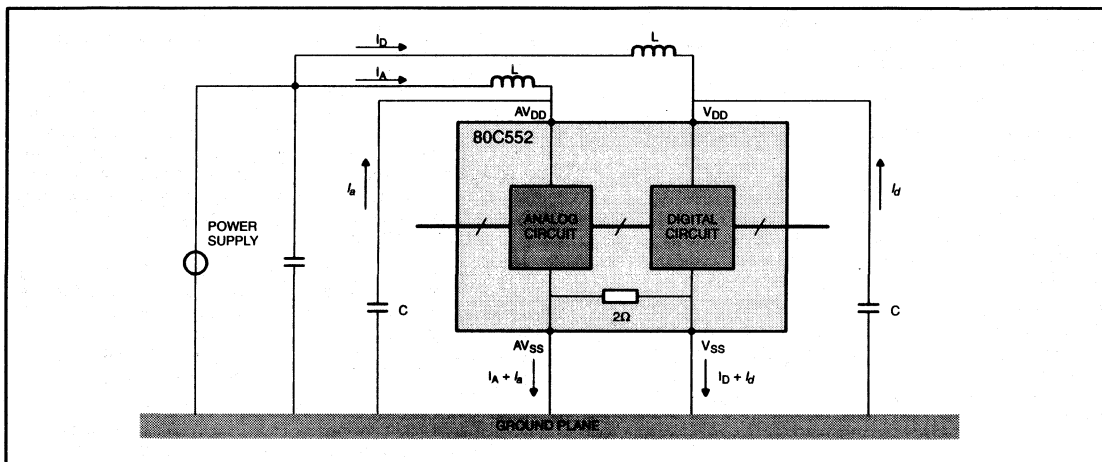 I_D
L
I_A
L
AV_DD
V_DD
80C552
I_a
I_d
ANALOG
CIRCUIT
DIGITAL
CIRCUIT
POWER
SUPPLY
C
2Ω
C
AV_SS
V_SS
I_A + I_a
I_D + I_d
GROUND PLANE